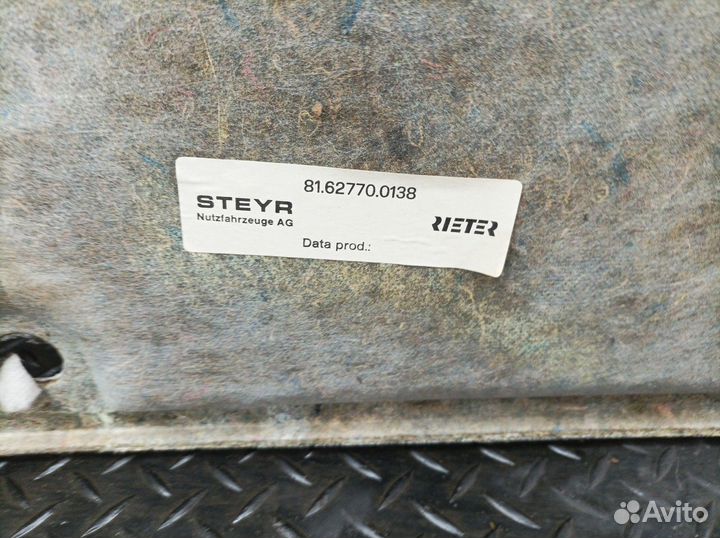 81.62770.0138
STEYR
Nutzfahrzeuge AG
RIETER
Data prod.:
Avito